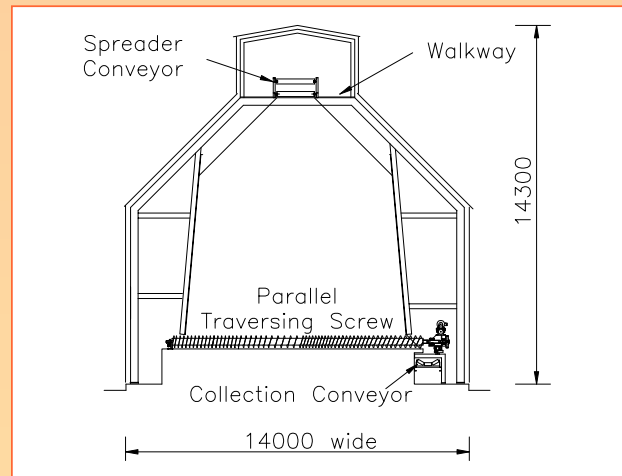 Spreader
Conveyor
Walkway
14300
Parallel
Traversing Screw
Collection Conveyor
14000 wide